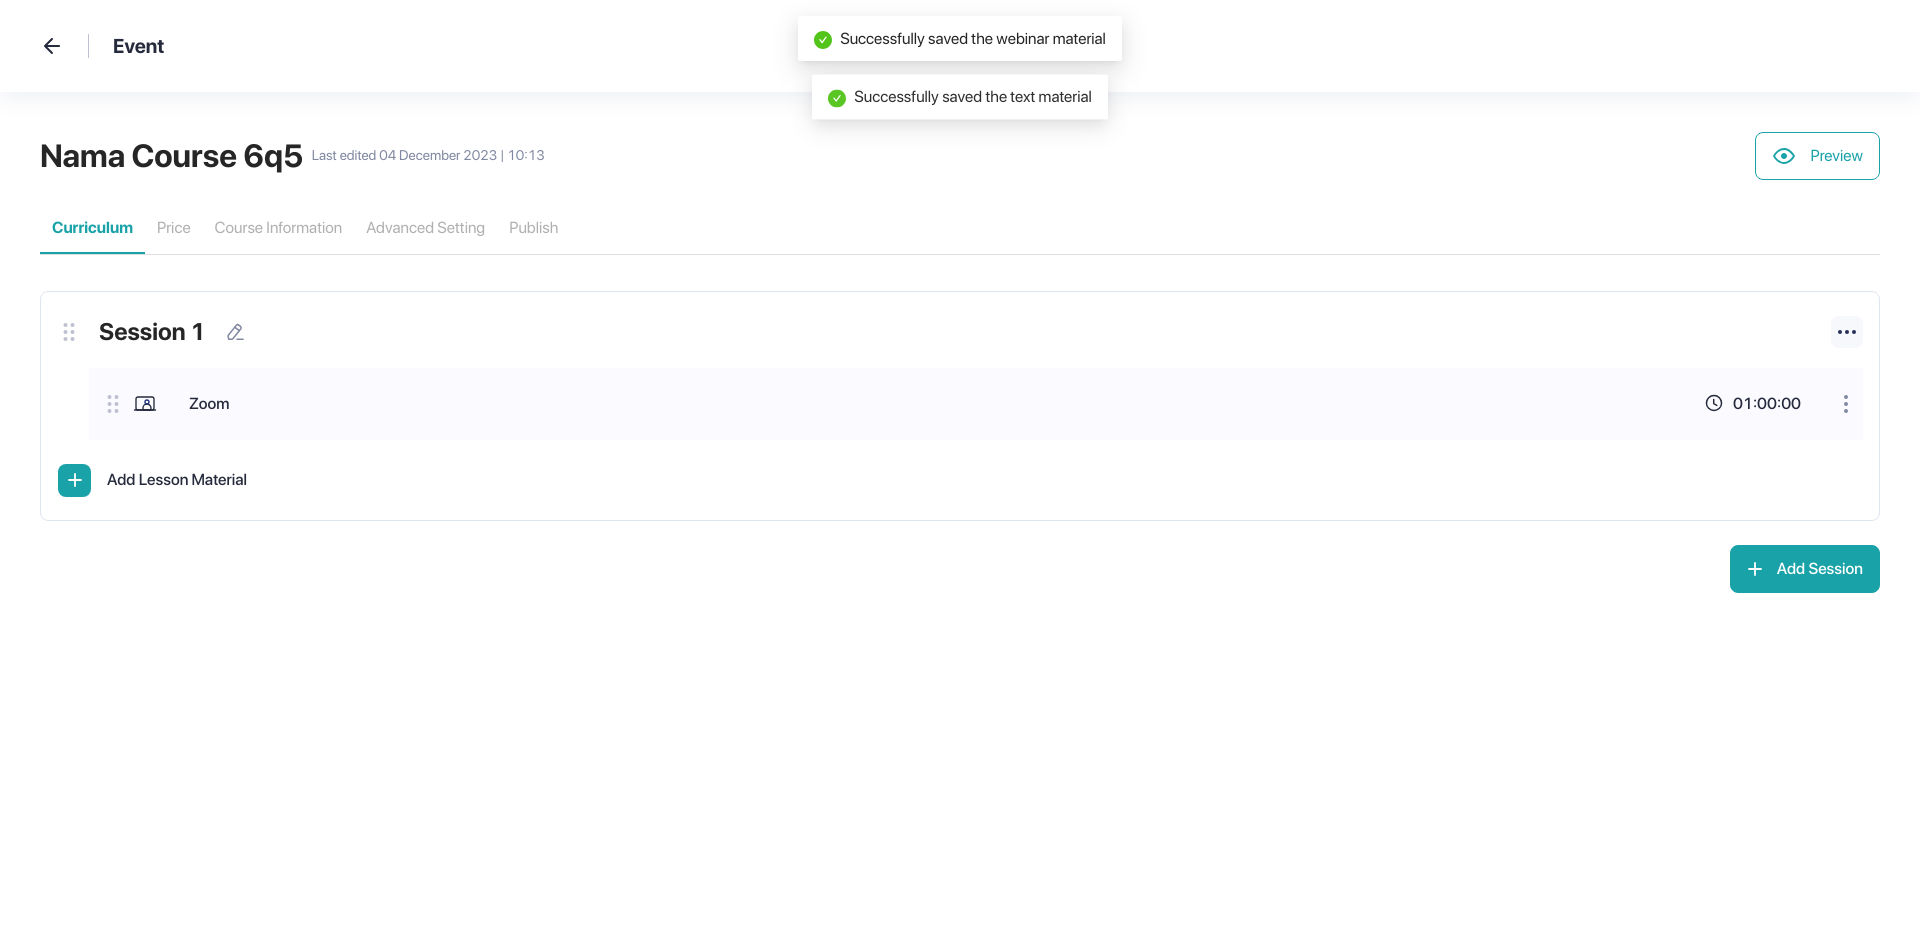 Event
Successfully saved the webinar material
Successfully saved the text material
Nama Course 6q5 Last edited 04 December 2023 | 10:13
Preview
Curriculum Price Course Information Advanced Setting Publish
Session 1
Zoom 01:00:00
Add Lesson Material
Add Session